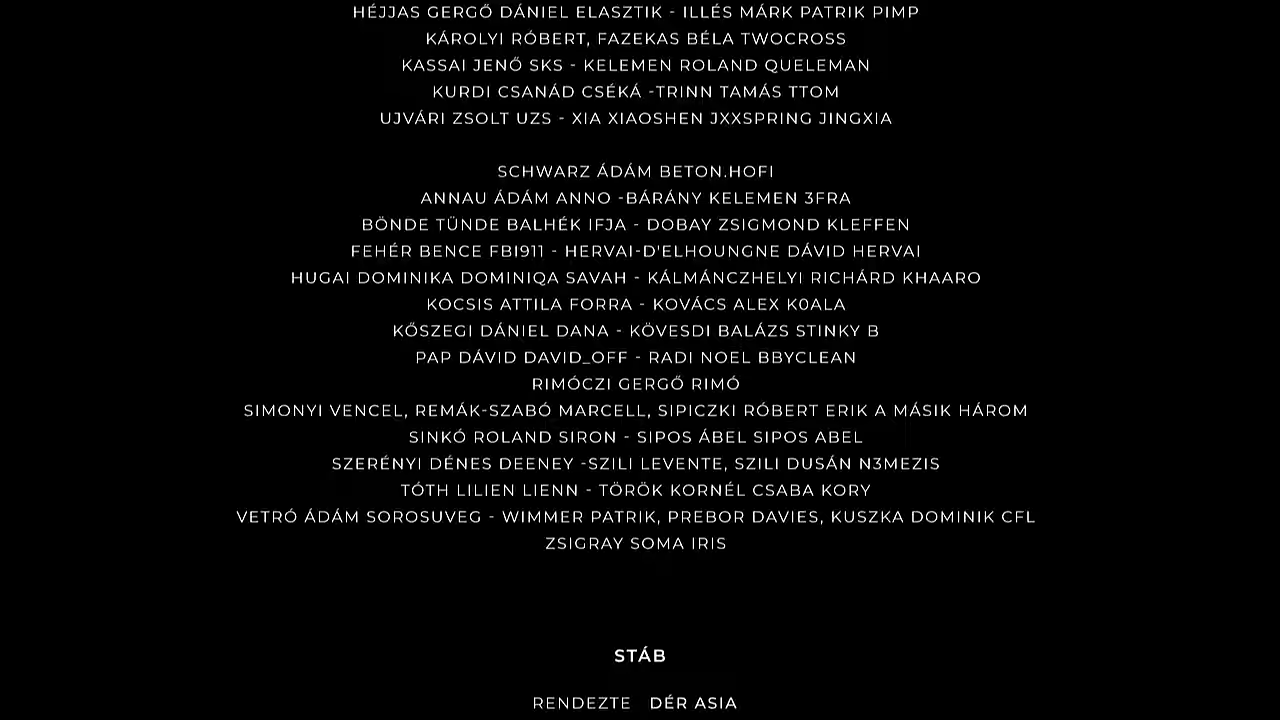 HÉJJAS GERGŐ DÁNIEL ELASZTIK - ILLÉS MÁRK PATRIK PIMP
KÁROLYI RÓBERT, FAZEKAS BÉLA TWOCROSS
KASSAI JENŐ SKS - KELEMEN ROLAND QUELEMAN
KURDI CSANÁD CSÉKÁ -TRINN TAMÁS TTOM
UJVÁRI ZSOLT UZS - XIA XIAOSHEN JXXSPRING JINGXIA
SCHWARZ ÁDÁM BETON.HOFI
ANNAU ÁDÁM ANNO -BÁRÁNY KELEMEN 3FRA
BÖNDE TÜNDE BALHÉK IFJA - DOBAY ZSIGMOND KLEFFEN
FEHÉR BENCE FBI911 - HERVAI-D'ELHOUNGNE DÁVID HERVAI
HUGAI DOMINIKA DOMINIQA SAVAH - KÁLMÁNCZHELYI RICHÁRD KHAARO
KOCSIS ATTILA FORRA - KOVÁCS ALEX K0ALA
KŐSZEGI DÁNIEL DANA - KÖVESDI BALÁZS STINKY B
PAP DÁVID DAVID_OFF - RADI NOEL BBYCLEAN
RIMÓCZI GERGŐ RIMÓ
SIMONYI VENCEL, REMÁK-SZABÓ MARCELL, SIPICZKI RÓBERT ERIK A MÁSIK HÁROM
SINKÓ ROLAND SIRON - SIPOS ÁBEL SIPOS ABEL
SZERÉNYI DÉNES DEENEY -SZILI LEVENTE, SZILI DUSÁN N3MEZIS
TÓTH LILIEN LIENN - TÖRÖK KORNÉL CSABA KORY
VETRÓ ÁDÁM SOROSUVEG - WIMMER PATRIK, PREBOR DAVIES, KUSZKA DOMINIK CFL
ZSIGRAY SOMA IRIS
STÁB
RENDEZTE DÉR ASIA